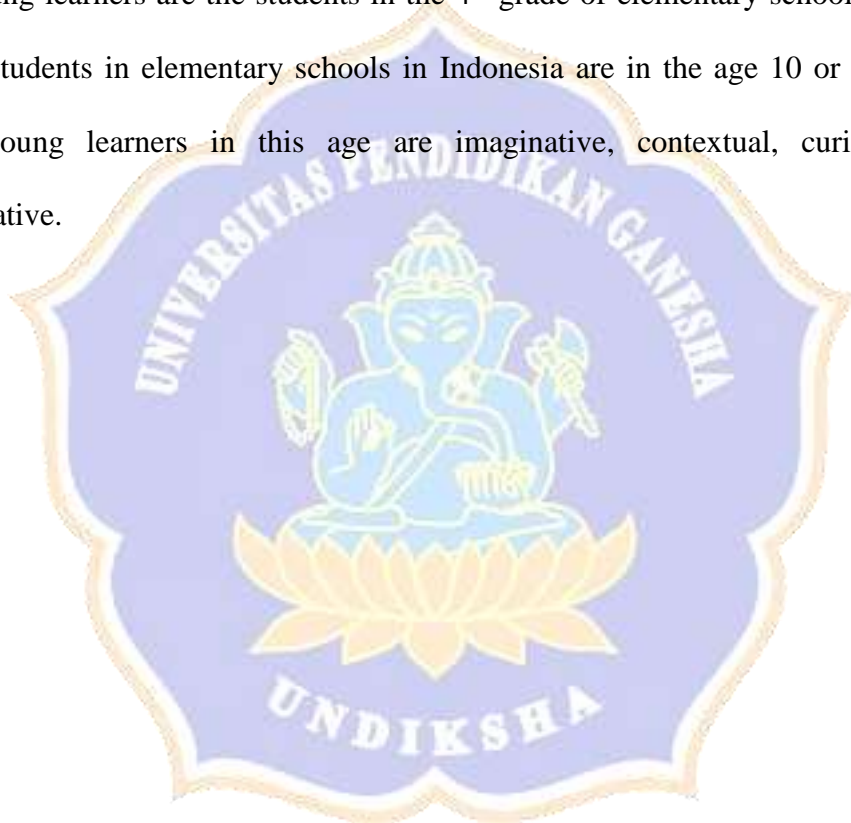 learners are the students in the 4 grade of elementary school
tudents in elementary schools in Indonesia are in the age 10 or
oung learners in this age are imaginative, contextual, curi
ative.
UNIVERSITAS PENDIDIKAN GANESHA
UNDIKSHA